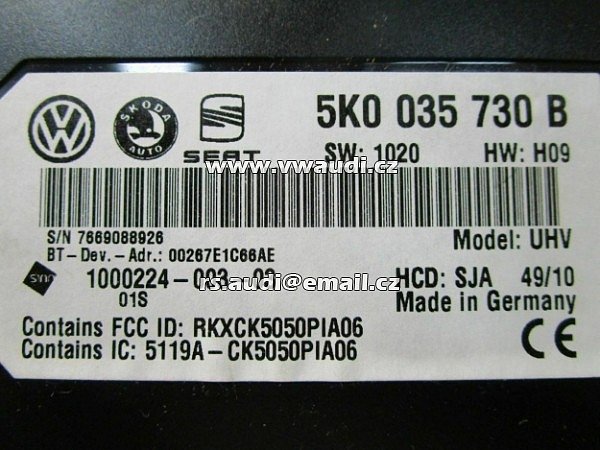 5K0 035 730 B
SKODA
AUTO
SEAT
SW: 1020 HW: H09
www.vwaudi.cz
S/N 7669088926
BT-Dev.-Adr.: 00267E1C66AE
Model: UHV
1000224-003-
HCD: SJA 49/10
rs.audi@email.cz
01S
Made in Germany
Contains FCC ID: RKXCK5050PIA06
Contains IC: 5119A-CK5050PIA06
CE